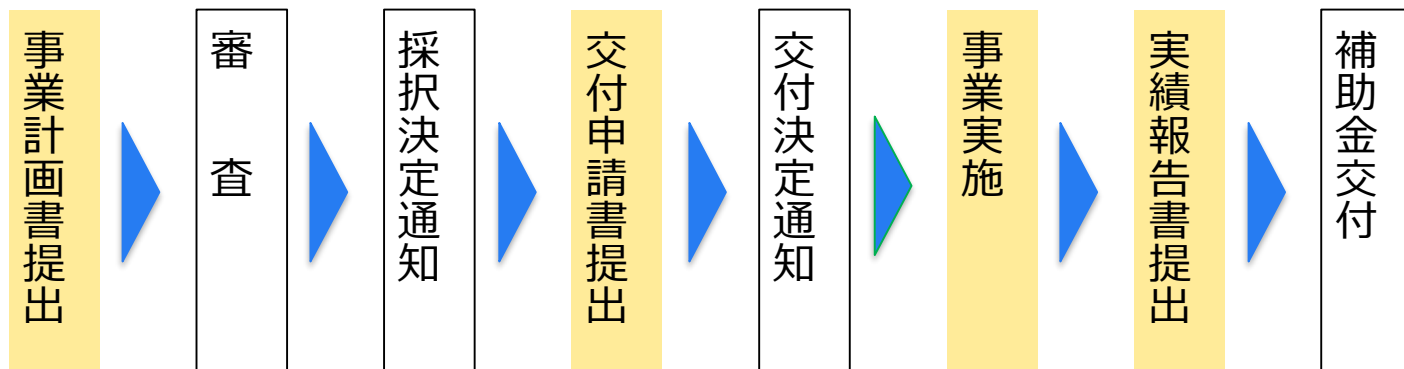 事業計画書提出
審査
採択決定通知
交付申請書提出
交付決定通知
事業実施
実績報告書提出
補助金交付